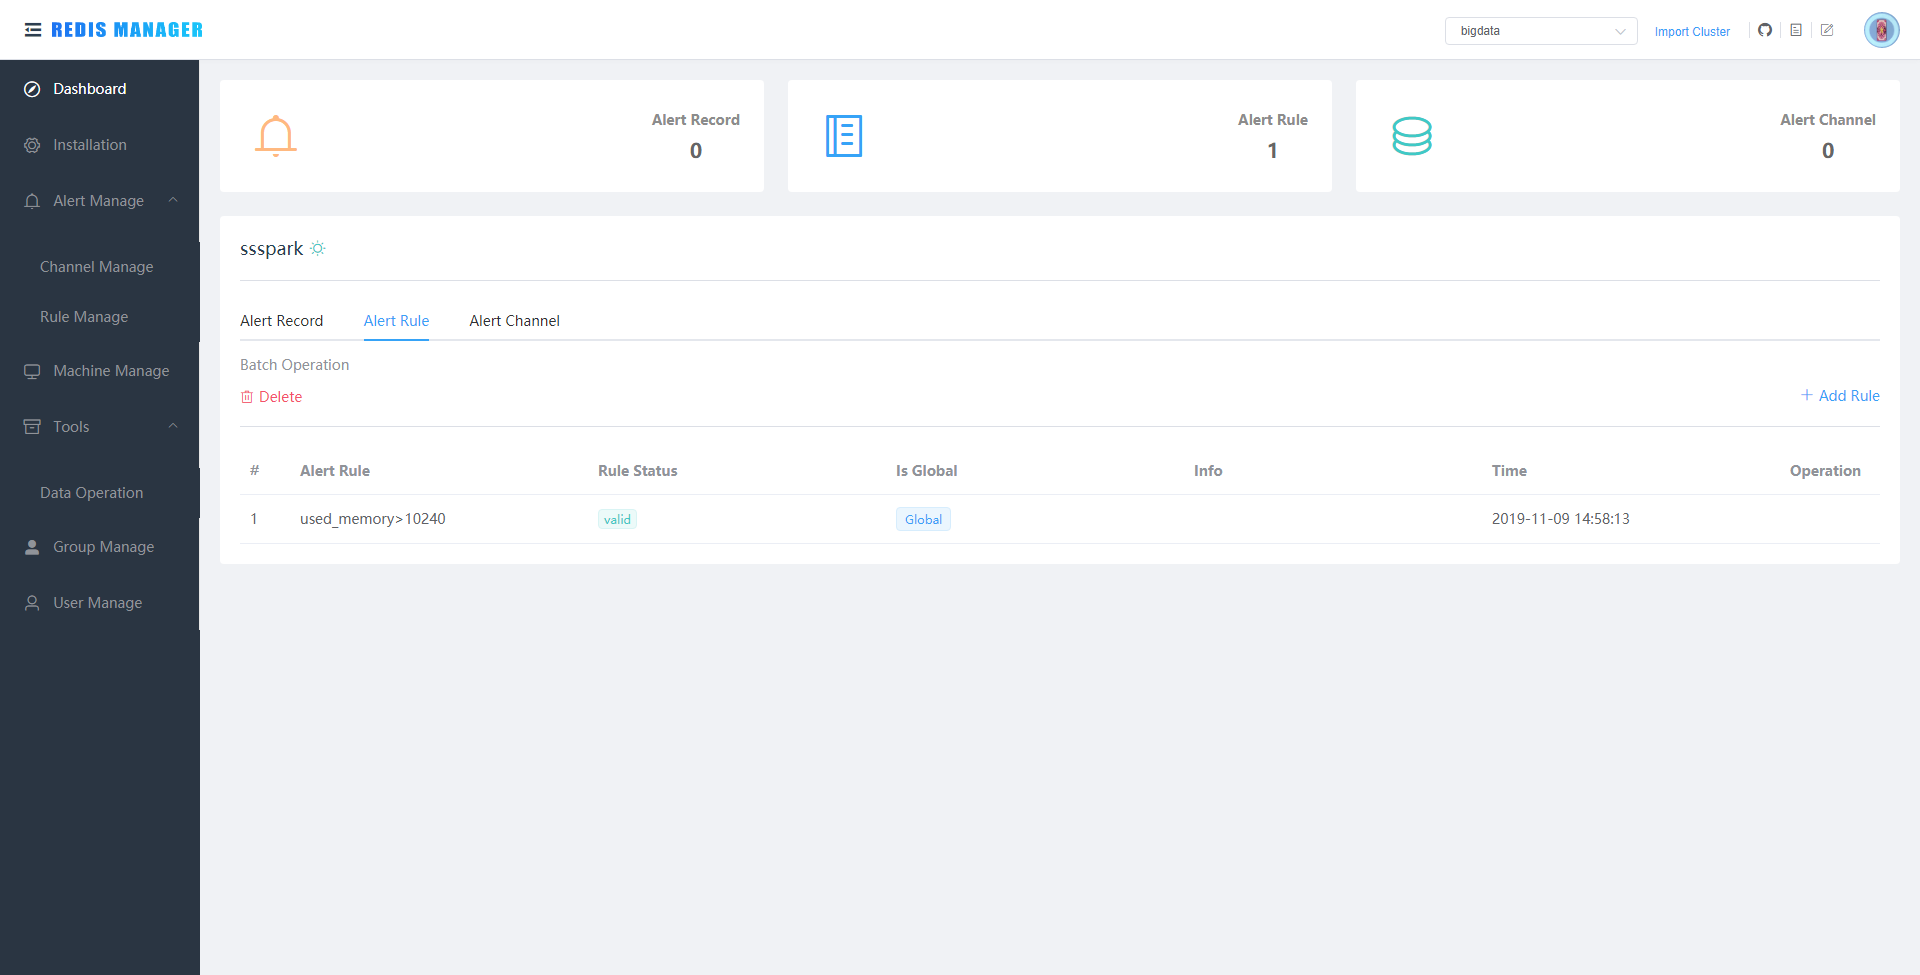 REDIS MANAGER
bigdata
Import Cluster
Dashboard
Installation
Alert Manage
Channel Manage
Rule Manage
Machine Manage
Tools
Data Operation
Group Manage
User Manage
Alert Record
0
Alert Rule
1
Alert Channel
0
ssspark
Alert Record Alert Rule Alert Channel
Batch Operation
Delete
+ Add Rule
# Alert Rule Rule Status Is Global Info Time Operation
1 used_memory>10240 valid Global 2019-11-09 14:58:13